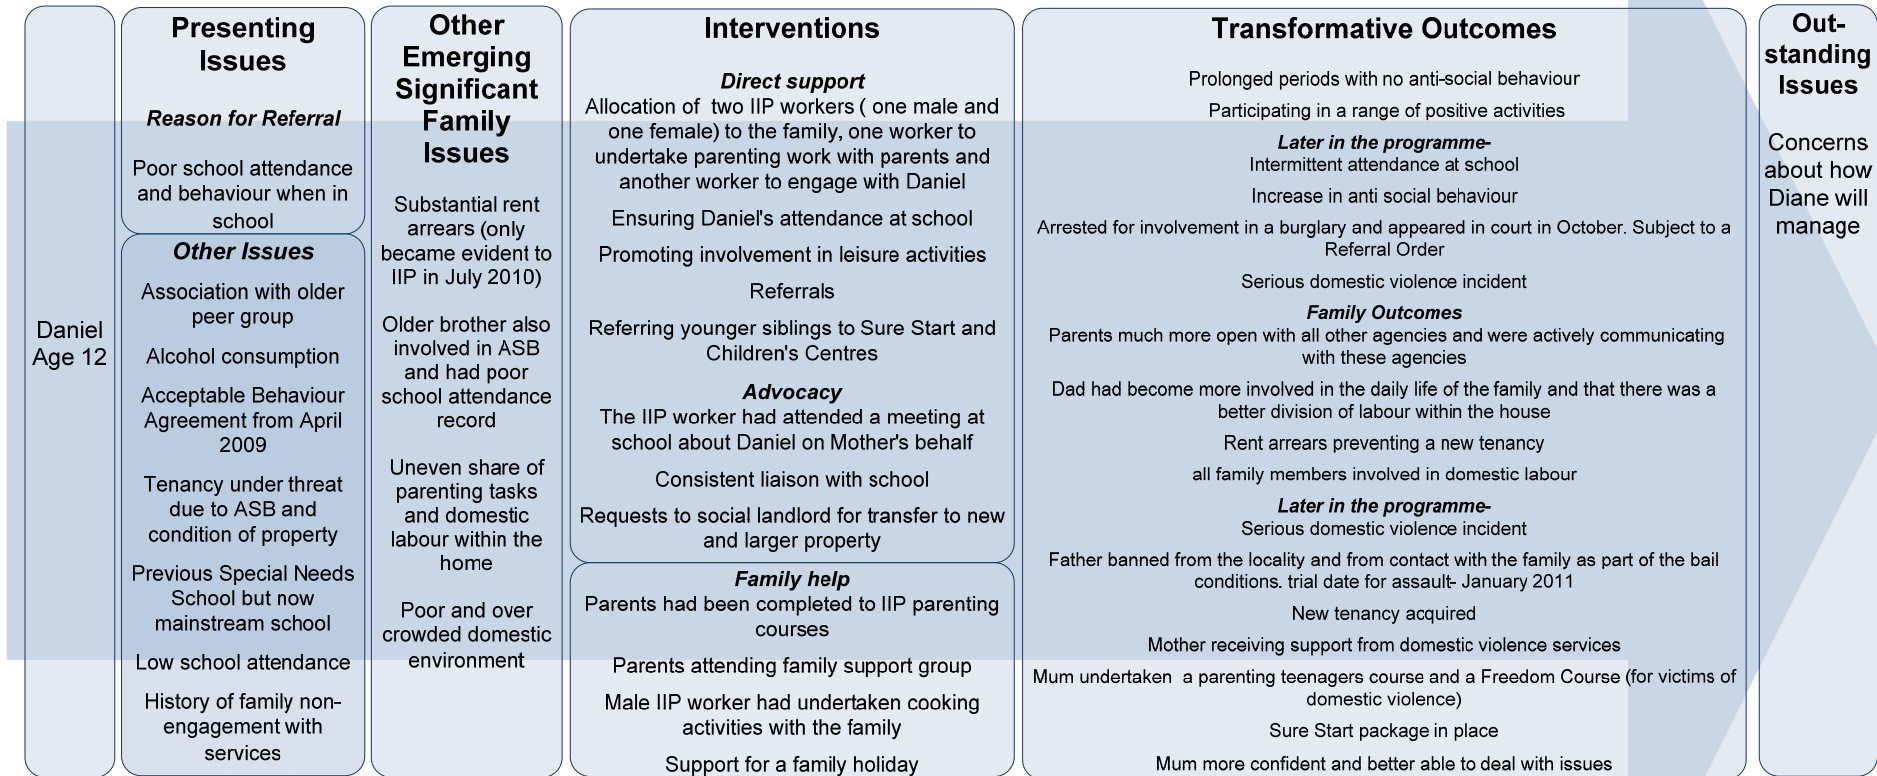 Daniel
Age 12
Presenting
Issues
Reason for Referral
Poor school attendance
and behaviour when in
school
Other Issues
Association with older
peer group
Alcohol consumption
Acceptable Behaviour
Agreement from April
2009
Tenancy under threat
due to ASB and
condition of property
Previous Special Needs
School but now
mainstream school
Low school attendance
History of family non-
engagement with
services
Other
Emerging
Significant
Family
Issues
Substantial rent
arrears (only
became evident to
IIP in July 2010)
Older brother also
involved in ASB
and had poor
school attendance
record
Uneven share of
parenting tasks
and domestic
labour within the
home
Poor and over
crowded domestic
environment
Interventions
Direct support
Allocation of  two IIP workers ( one male and
one female) to the family, one worker to
undertake parenting work with parents and
another worker to engage with Daniel
Ensuring Daniel's attendance at school
Promoting involvement in leisure activities
Referrals
Referring younger siblings to Sure Start and
Children's Centres
Advocacy
The IIP worker had attended a meeting at
school about Daniel on Mother's behalf
Consistent liaison with school
Requests to social landlord for transfer to new
and larger property
Family help
Parents had been completed to IIP parenting
courses
Parents attending family support group
Male IIP worker had undertaken cooking
activities with the family
Support for a family holiday
Transformative Outcomes
Prolonged periods with no anti-social behaviour
Participating in a range of positive activities
Later in the programme-
Intermittent attendance at school
Increase in anti social behaviour
Arrested for involvement in a burglary and appeared in court in October. Subject to a
Referral Order
Serious domestic violence incident
Family Outcomes
Parents much more open with all other agencies and were actively communicating
with these agencies
Dad had become more involved in the daily life of the family and that there was a
better division of labour within the house
Rent arrears preventing a new tenancy
all family members involved in domestic labour
Later in the programme-
Serious domestic violence incident
Father banned from the locality and from contact with the family as part of the bail
conditions. trial date for assault- January 2011
New tenancy acquired
Mother receiving support from domestic violence services
Mum undertaken  a parenting teenagers course and a Freedom Course (for victims of
domestic violence)
Sure Start package in place
Mum more confident and better able to deal with issues
Out-
standing
Issues
Concerns
about how
Diane will
manage